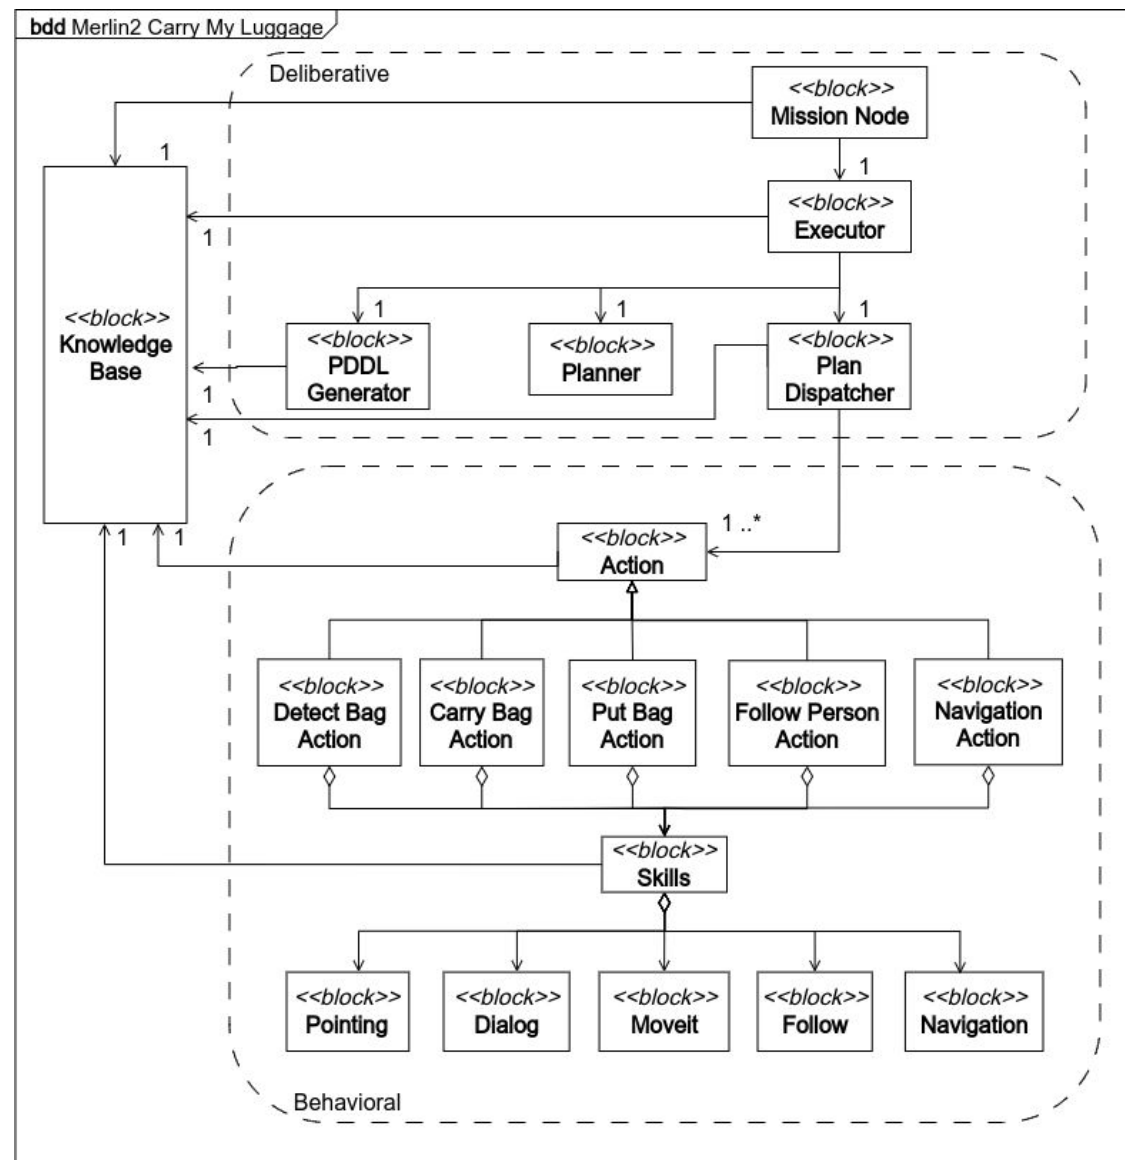 bdd Merlin2 Carry My Luggage
Deliberative
<<block>>
Mission Node
1
1
<<block>>
Executor
1
<<block>>
Knowledge
Base
1
1
1
<<block>>
PDDL
Generator
<<block>>
Planner
<<block>>
Plan
Dispatcher
1
1
1
1
1 ..*
<<block>>
Action
<<block>>
Detect Bag
Action
<<block>>
Carry Bag
Action
<<block>>
Put Bag
Action
<<block>>
Follow Person
Action
<<block>>
Navigation
Action
<<block>>
Skills
<<block>>
Pointing
<<block>>
Dialog
<<block>>
Moveit
<<block>>
Follow
<<block>>
Navigation
Behavioral